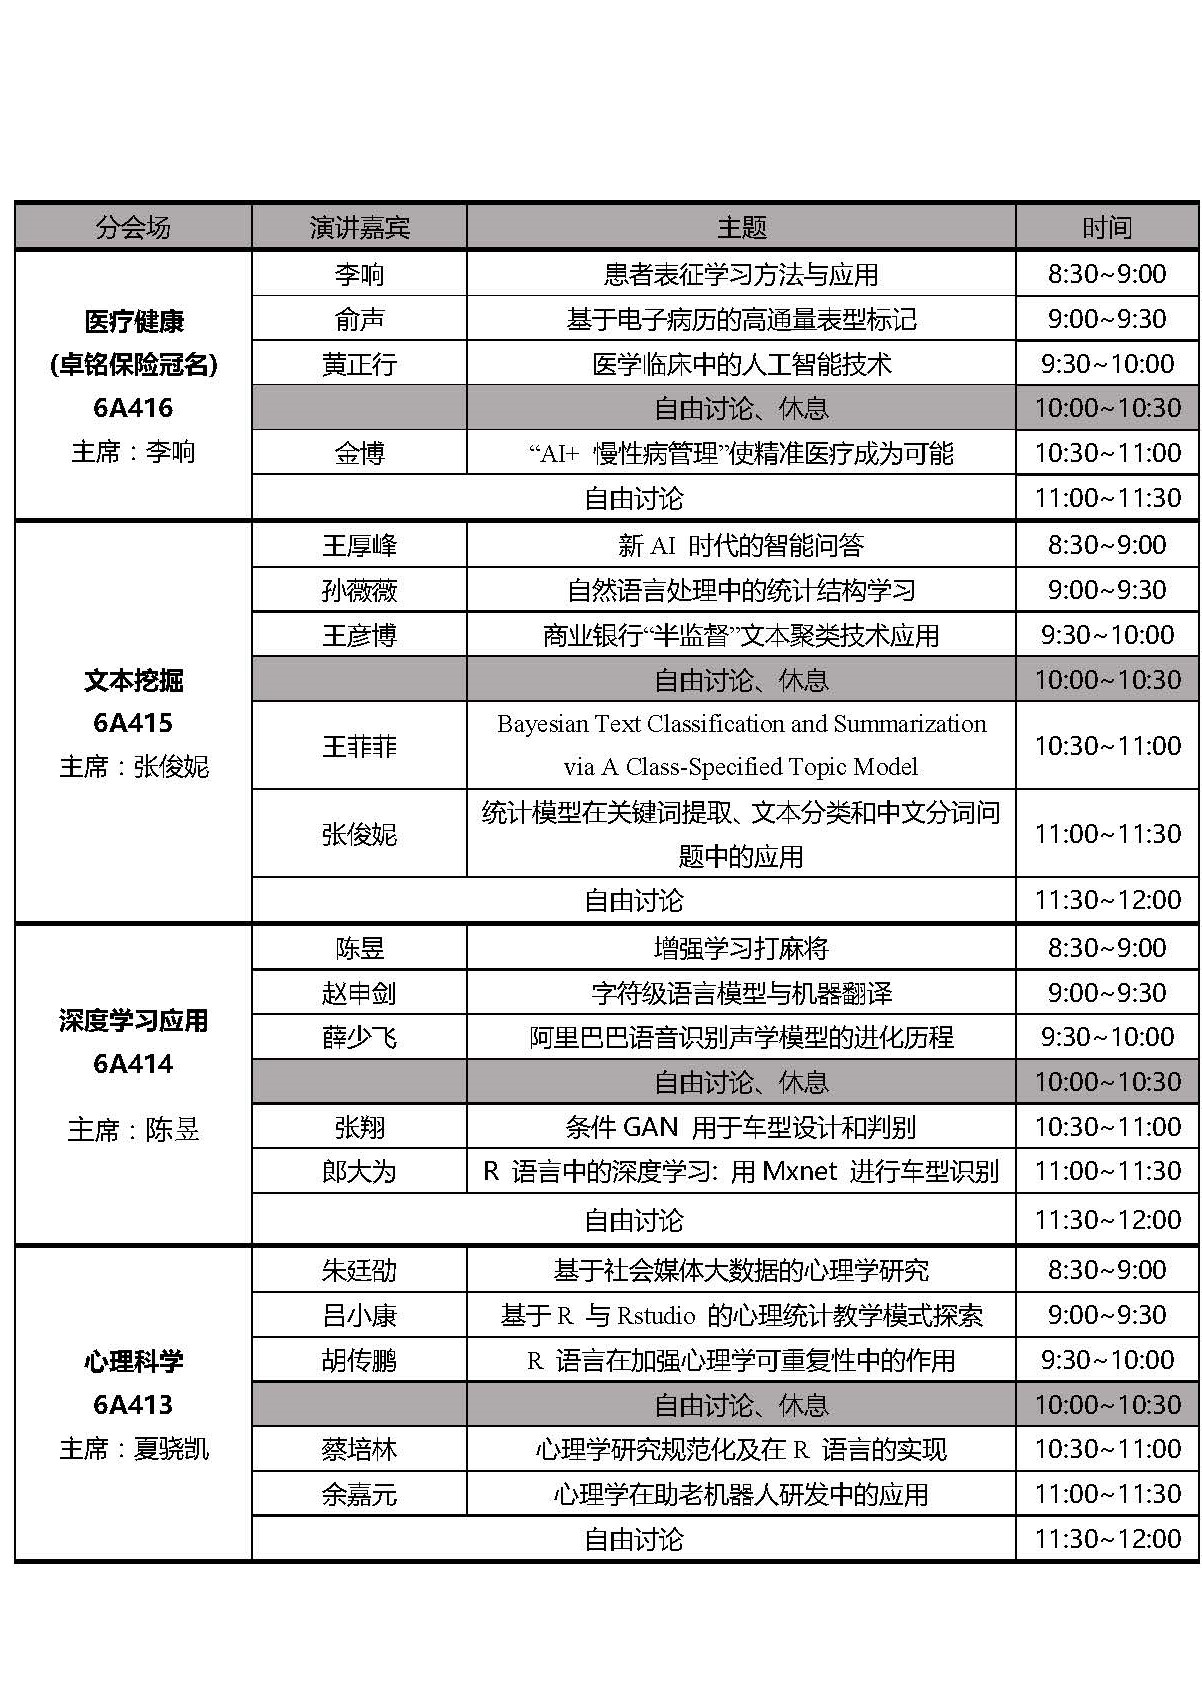 分会场 演讲嘉宾 主题 时间
医疗健康
(卓铭保险冠名)
6A416
主席：李响
李响 患者表征学习方法与应用 8:30~9:00
俞声 基于电子病历的高通量表型标记 9:00~9:30
黄正行 医学临床中的人工智能技术 9:30~10:00
自由讨论、休息 10:00~10:30
金博 “AI+ 慢性病管理”使精准医疗成为可能 10:30~11:00
自由讨论 11:00~11:30
文本挖掘
6A415
主席：张俊妮
王厚峰 新AI 时代的智能问答 8:30~9:00
孙薇薇 自然语言处理中的统计结构学习 9:00~9:30
王彦博 商业银行“半监督”文本聚类技术应用 9:30~10:00
自由讨论、休息 10:00~10:30
王菲菲 Bayesian Text Classification and Summarization
via A Class-Specified Topic Model 10:30~11:00
张俊妮 统计模型在关键词提取、文本分类和中文分词问
题中的应用 11:00~11:30
自由讨论 11:30~12:00
深度学习应用
6A414
主席：陈昱
陈昱 增强学习打麻将 8:30~9:00
赵申剑 字符级语言模型与机器翻译 9:00~9:30
薛少飞 阿里巴巴语音识别声学模型的进化历程 9:30~10:00
自由讨论、休息 10:00~10:30
张翔 条件GAN 用于车型设计和判别 10:30~11:00
郎大为 R 语言中的深度学习: 用Mxnet 进行车型识别 11:00~11:30
自由讨论 11:30~12:00
心理科学
6A413
主席：夏骁凯
朱廷劭 基于社会媒体大数据的心理学研究 8:30~9:00
吕小康 基于R 与Rstudio 的心理统计教学模式探索 9:00~9:30
胡传鹏 R 语言在加强心理学可重复性中的作用 9:30~10:00
自由讨论、休息 10:00~10:30
蔡培林 心理学研究规范化及在R 语言的实现 10:30~11:00
余嘉元 心理学在助老机器人研发中的应用 11:00~11:30
自由讨论 11:30~12:00